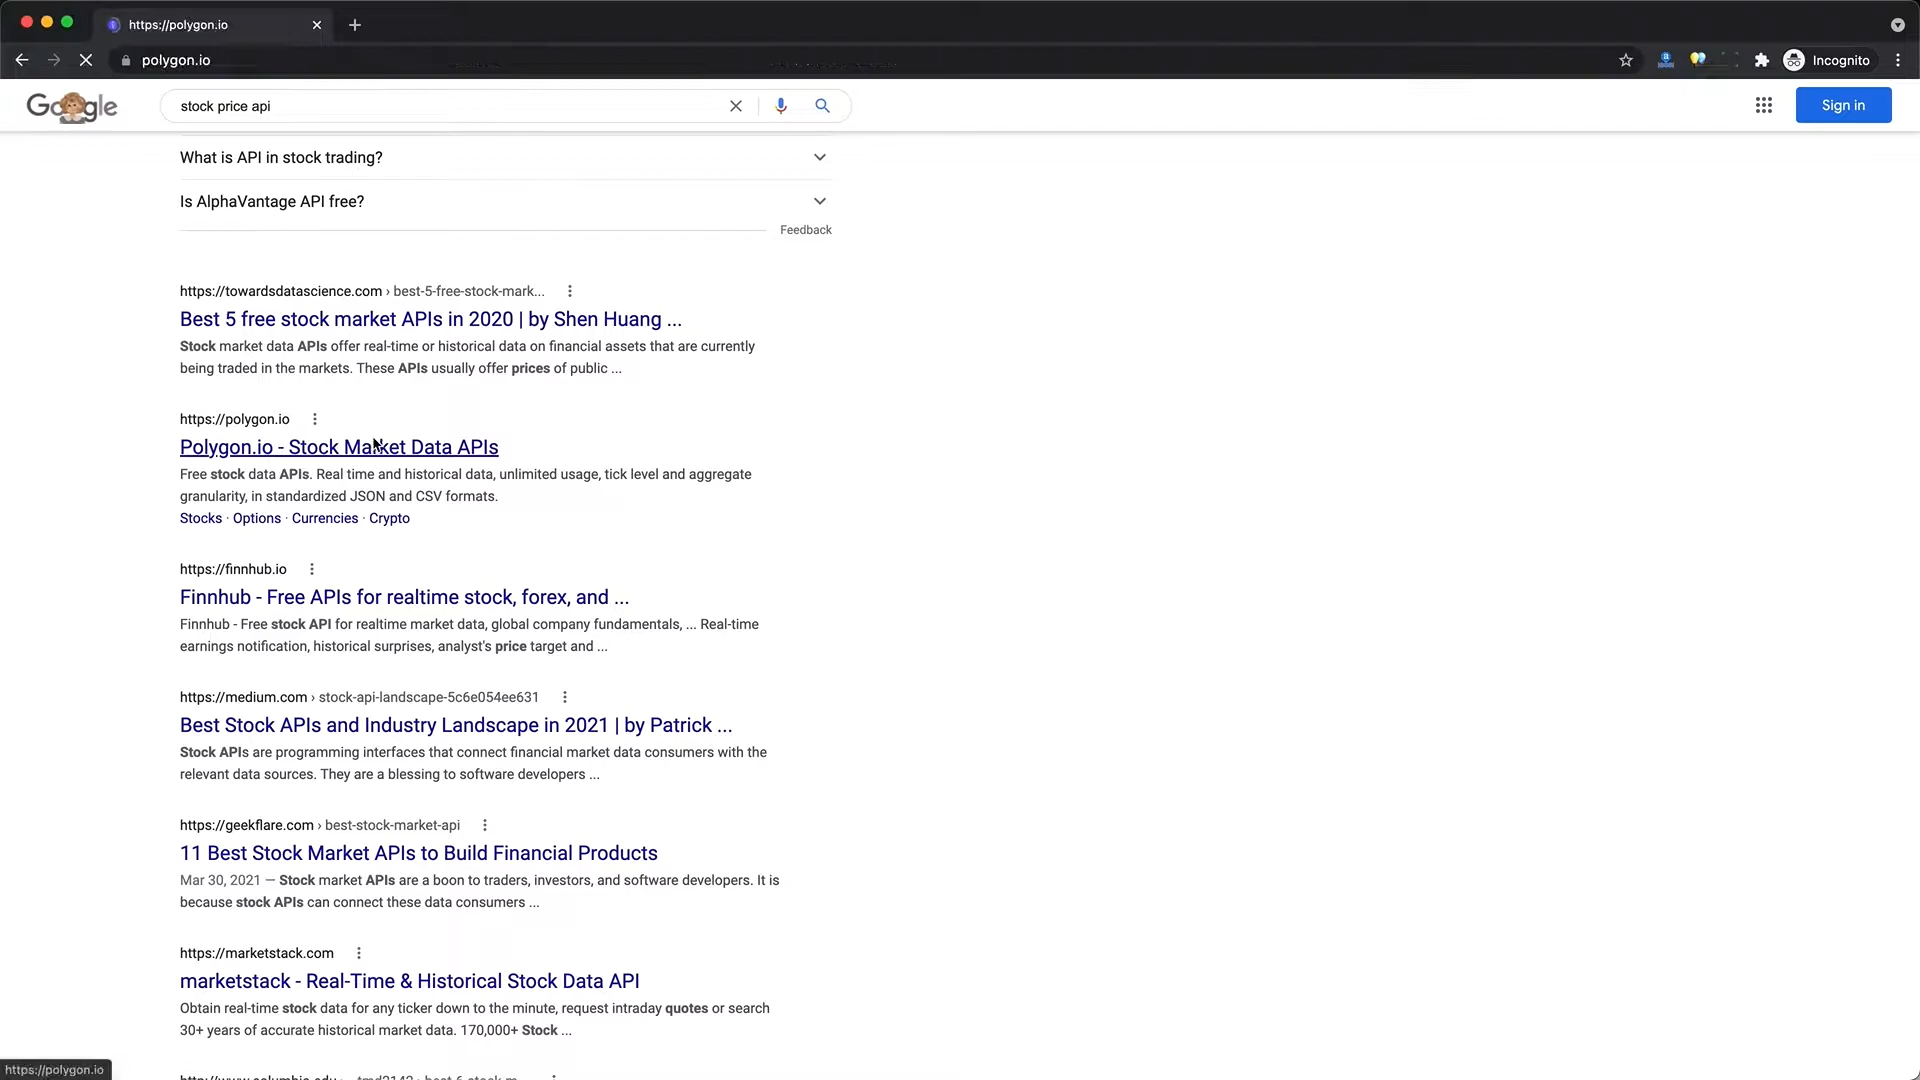 https://polygon.io
polygon.io
Incognito
Google
stock price api
Sign in
What is API in stock trading?
Is AlphaVantage API free?
Feedback
https://towardsdatascience.com › best-5-free-stock-mark...
Best 5 free stock market APIs in 2020 | by Shen Huang ...
Stock market data APIs offer real-time or historical data on financial assets that are currently
being traded in the markets. These APIs usually offer prices of public ...
https://polygon.io
Polygon.io - Stock Market Data APIs
Free stock data APIs. Real time and historical data, unlimited usage, tick level and aggregate
granularity, in standardized JSON and CSV formats.
Stocks · Options · Currencies · Crypto
https://finnhub.io
Finnhub - Free APIs for realtime stock, forex, and ...
Finnhub - Free stock API for realtime market data, global company fundamentals, ... Real-time
earnings notification, historical surprises, analyst's price target and ...
https://medium.com › stock-api-landscape-5c6e054ee631
Best Stock APIs and Industry Landscape in 2021 | by Patrick ...
Stock APIs are programming interfaces that connect financial market data consumers with the
relevant data sources. They are a blessing to software developers ...
https://geekflare.com › best-stock-market-api
11 Best Stock Market APIs to Build Financial Products
Mar 30, 2021 — Stock market APIs are a boon to traders, investors, and software developers. It is
because stock APIs can connect these data consumers ...
https://marketstack.com
marketstack - Real-Time & Historical Stock Data API
Obtain real-time stock data for any ticker down to the minute, request intraday quotes or search
30+ years of accurate historical market data. 170,000+ Stock ...
https://polygon.io